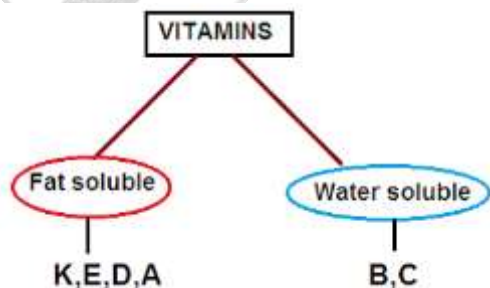 VITAMINS
Fat soluble
Water soluble
K,E,D,A
B,C